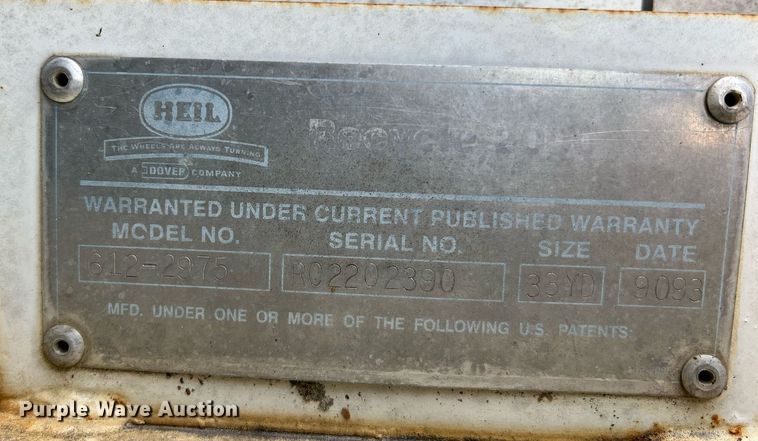 HEIL
THE WHEELS ARE ALWAYS TURNING
A DOVER COMPANY
WARRANTED UNDER CURRENT PUBLISHED WARRANTY
MODEL NO. SERIAL NO. SIZE DATE
612-2975 RC2202390 33YD 9093
MFD. UNDER ONE OR MORE OF THE FOLLOWING U.S. PATENTS:
Purple Wave Auction